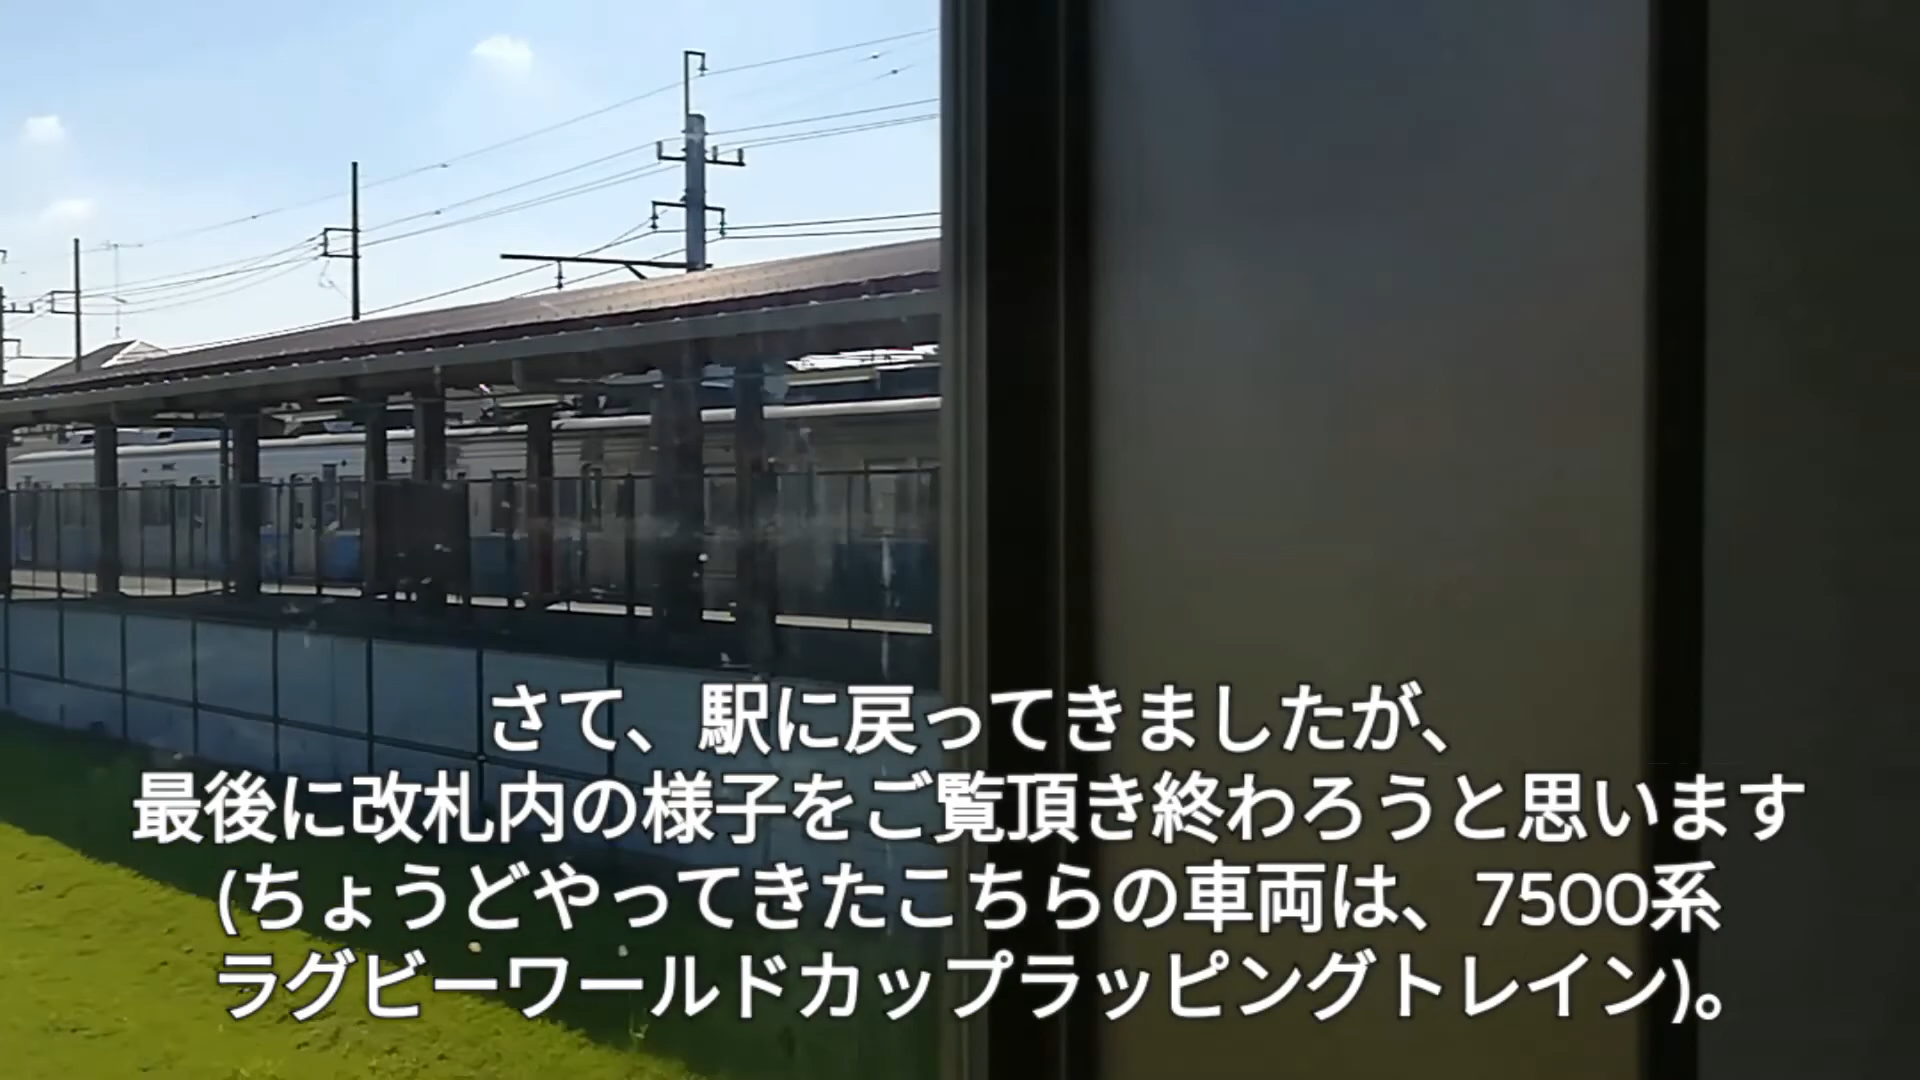 さて、駅に戻ってきましたが、
最後に改札内の様子をご覧頂き終わろうと思います
(ちょうどやってきたこちらの車両は、7500系
ラグビーワールドカップラッピングトレイン)。